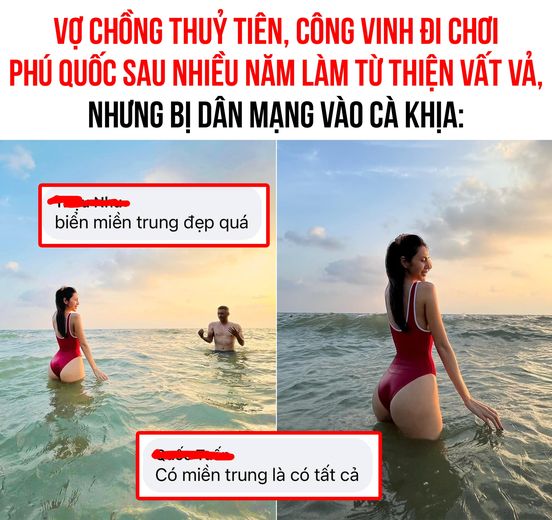 VỢ CHỒNG THUỶ TIÊN, CÔNG VINH ĐI CHƠI
PHÚ QUỐC SAU NHIỀU NĂM LÀM TỪ THIỆN VẤT VẢ,
NHƯNG BỊ DÂN MẠNG VÀO CÀ KHỊA:
biển miền trung đẹp quá
Có miền trung là có tất cả